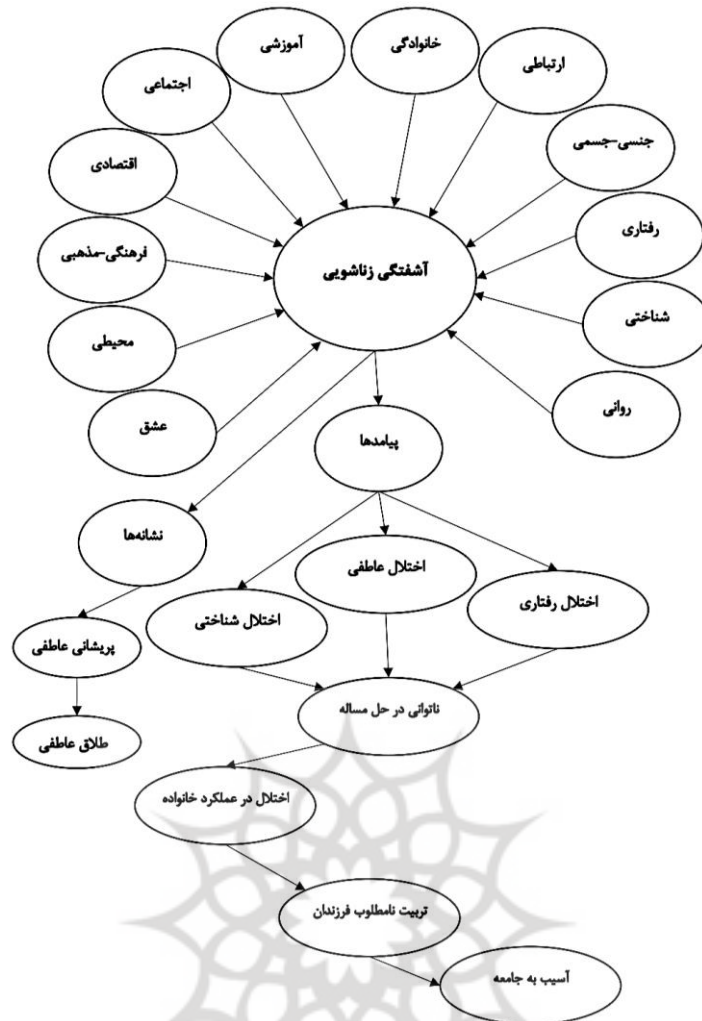 خانوادگی
آموزشی
ارتباطی
اجتماعی
جنسی-جسمی
اقتصادی
رفتاری
فرهنگی-مذهبی
آشفتگی زناشویی
شناختی
محیطی
روانی
عشق
پیامدها
نشانه‌ها
اختلال عاطفی
اختلال رفتاری
اختلال شناختی
پریشانی عاطفی
ناتوانی در حل مساله
طلاق عاطفی
اختلال در عملکرد خانواده
تربیت نامطلوب فرزندان
آسیب به جامعه